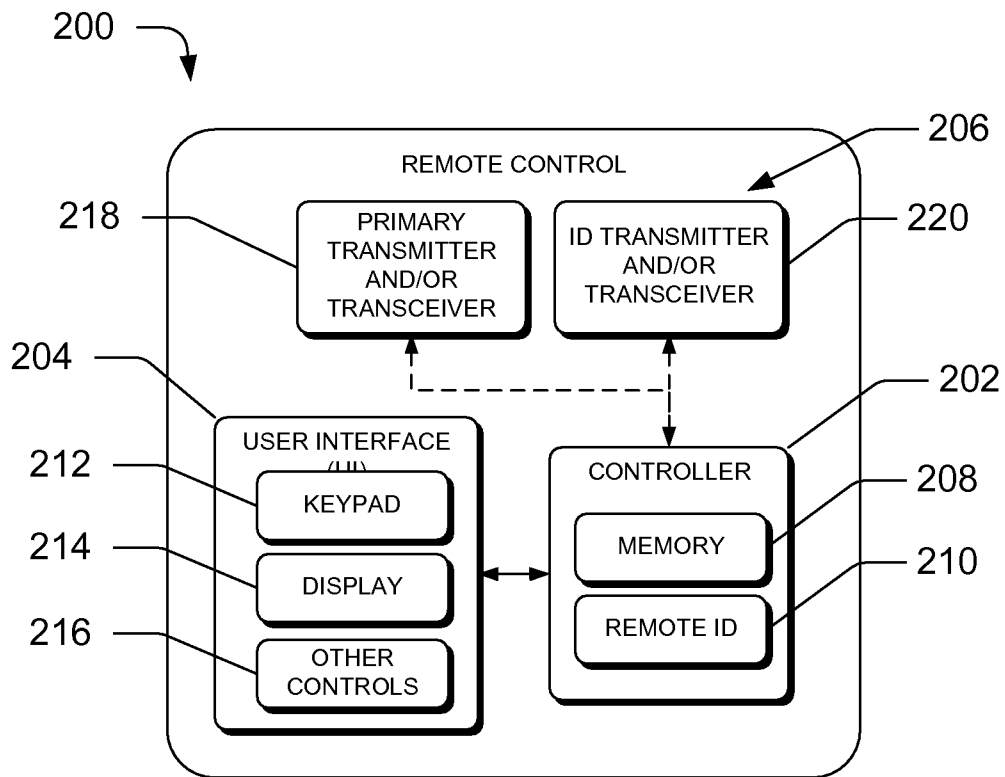 200
206
REMOTE CONTROL
218
PRIMARY
TRANSMITTER
AND/OR
TRANSCEIVER
ID TRANSMITTER
AND/OR
TRANSCEIVER
220
204
202
USER INTERFACE
212
KEYPAD
CONTROLLER
208
MEMORY
214
DISPLAY
210
REMOTE ID
216
OTHER
CONTROLS